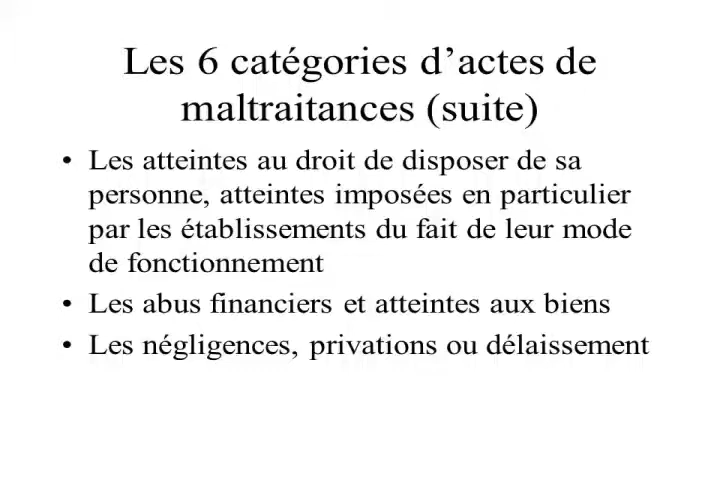 Les 6 catégories d’actes de
maltraitances (suite)
• Les atteintes au droit de disposer de sa
personne, atteintes imposées en particulier
par les établissements du fait de leur mode
de fonctionnement
• Les abus financiers et atteintes aux biens
• Les négligences, privations ou délaissement